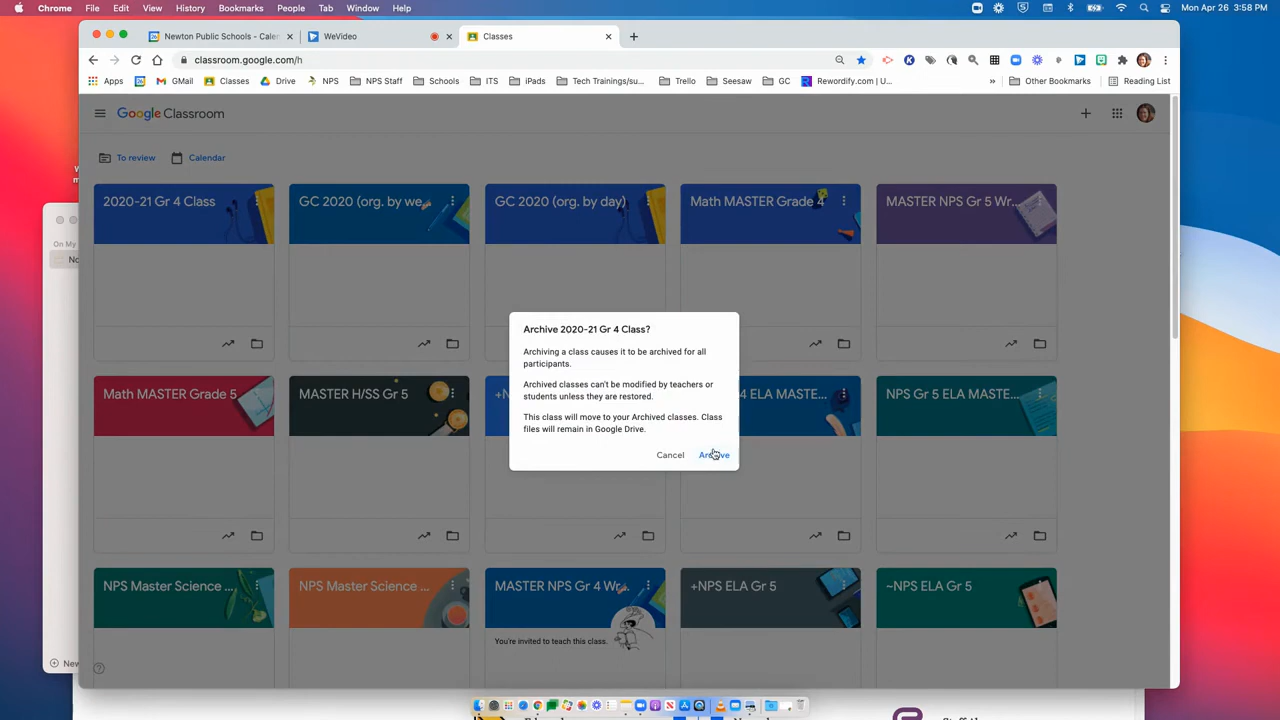 Chrome File Edit View History Bookmarks People Tab Window Help
Mon Apr 26 3:58 PM
Newton Public Schools - Calen
WeVideo
Classes
classroom.google.com/h
Apps GMail Classes Drive NPS NPS Staff Schools ITS iPads Tech Trainings/su... Trello Seesaw GC Rewordify.com | U... » Other Bookmarks Reading List
Google Classroom
To review Calendar
2020-21 Gr 4 Class
GC 2020 (org. by we...
GC 2020 (org. by day)
Math MASTER Grade 4
MASTER NPS Gr 5 Wr...
On My
No
Archive 2020-21 Gr 4 Class?
Archiving a class causes it to be archived for all
participants.
Archived classes can't be modified by teachers or
students unless they are restored.
This class will move to your Archived classes. Class
files will remain in Google Drive.
Cancel Archive
Math MASTER Grade 5
MASTER H/SS Gr 5
4 ELA MASTE...
NPS Gr 5 ELA MASTE...
NPS Master Science ...
NPS Master Science ...
MASTER NPS Gr 4 Wr...
+NPS ELA Gr 5
~NPS ELA Gr 5
You're invited to teach this class.
New